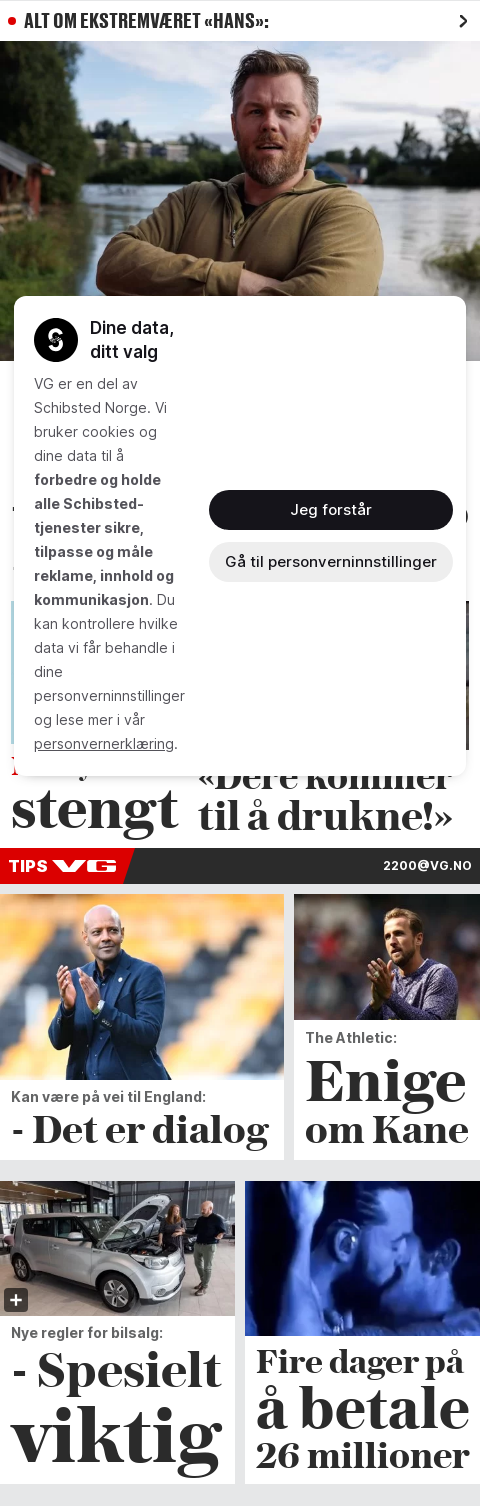 ALT OM EKSTREMVÆRET «HANS»:
Dine data,
ditt valg
VG er en del av
Schibsted Norge. Vi
bruker cookies og
dine data til å
forbedre og holde
alle Schibsted-
tjenester sikre,
tilpasse og måle
reklame, innhold og
kommunikasjon. Du
kan kontrollere hvilke
data vi får behandle i
dine
personverninnstillinger
og lese mer i vår
personvernerklæring.
Jeg forstår
Gå til personverninnstillinger
stengt
«Dere kommer
til å drukne!»
TIPS VG
2200@VG.NO
Kan være på vei til England:
- Det er dialog
The Athletic:
Enige
om Kane
Nye regler for bilsalg:
- Spesielt
viktig
Fire dager på
å betale
26 millioner